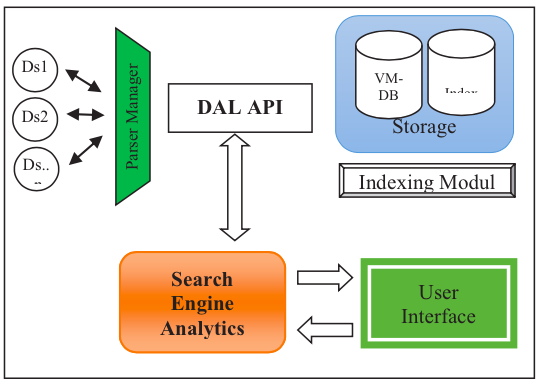 Ds1
Ds2
Ds..
n
Parser Manager
DAL API
VM-
DB
Index
Storage
Indexing Modul
Search
Engine
Analytics
User
Interface